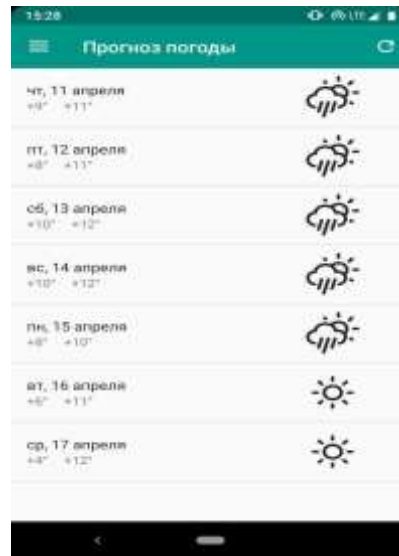 15:28
LTE
Прогноз погоды
чт, 11 апреля
+9° +11°
пт, 12 апреля
+8° +11°
сб, 13 апреля
+10° +12°
вс, 14 апреля
+10° +12°
пн, 15 апреля
+8° +10°
вт, 16 апреля
+6° +11°
ср, 17 апреля
+4° +12°